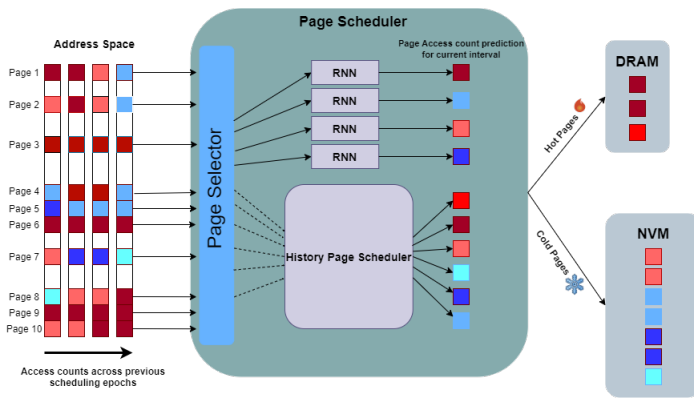 Page Scheduler
Address Space
Page Access count prediction
for current interval
Page 1
Page 2
Page 3
Page 4
Page 5
Page 6
Page 7
Page 8
Page 9
Page 10
Access counts across previous
scheduling epochs
Page Selector
RNN
RNN
RNN
RNN
History Page Scheduler
Hot Pages
Cold Pages
DRAM
NVM